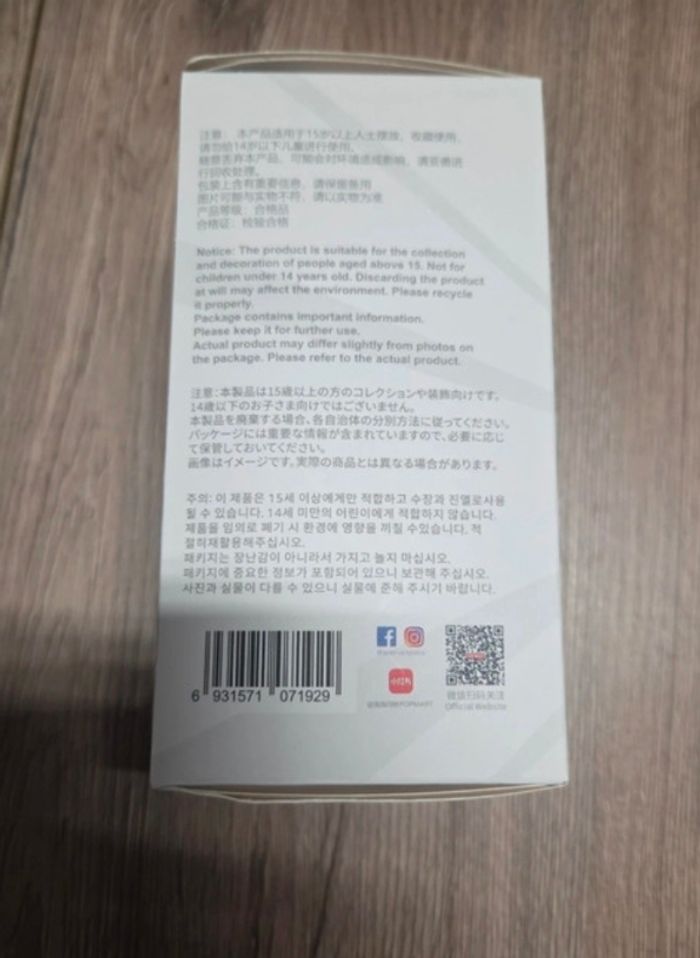 注意：本产品适用于15岁以上人士摆放、收藏使用，
请勿给14岁以下儿童进行使用。
随意丢弃本产品，可能会对环境造成影响，请妥善进
行回收处理。
包装上含有重要信息，请保留备用
图片可能与实物不符，请以实物为准
产品等级：合格品
合格证：检验合格
Notice: The product is suitable for the collection
and decoration of people aged above 15. Not for
children under 14 years old. Discarding the product
at will may affect the environment. Please recycle
it properly.
Package contains important information.
Please keep it for further use.
Actual product may differ slightly from photos on
the package. Please refer to the actual product.
注意：本製品は15歳以上の方のコレクションや装飾向けです。
14歳以下のお子さま向けではございません。
本製品を廃棄する場合、各自治体の分別方法に従ってください。
パッケージには重要な情報が含まれていますので、必要に応じ
て保管しておいてください。
画像はイメージです。実際の商品とは異なる場合があります。
주의: 이 제품은 15세 이상에게만 적합하고 수장과 진열로사용
될 수 있습니다. 14세 미만의 어린이에게 적합하지 않습니다.
제품을 임의로 폐기 시 환경에 영향을 끼칠 수있습니다. 적
절히재활용해주십시오.
패키지는 장난감이 아니라서 가지고 놀지 마십시오.
패키지에 중요한 정보가 포함되어 있으니 보관해 주십시오.
사진과 실물이 다를 수 있으니 실물에 준해 주시기 바랍니다.
小红书
POPMART
微信扫码关注
Official Website
6 931571 071929